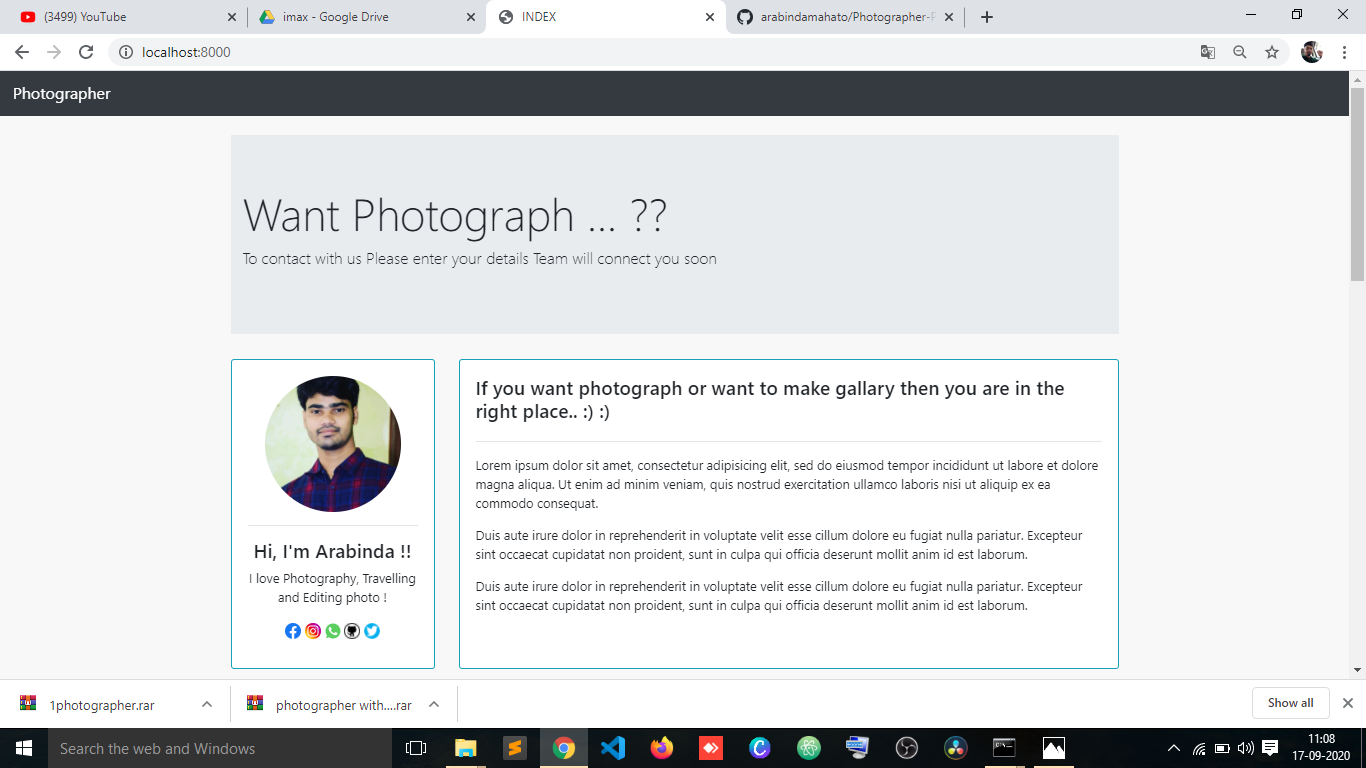 (3499) YouTube
imax - Google Drive
INDEX
arabindamahato/Photographer-
localhost:8000
Photographer
Want Photograph ... ??
To contact with us Please enter your details Team will connect you soon
Hi, I'm Arabinda !!
I love Photography, Travelling
and Editing photo !
If you want photograph or want to make gallary then you are in the
right place.. :) :)
Lorem ipsum dolor sit amet, consectetur adipisicing elit, sed do eiusmod tempor incididunt ut labore et dolore
magna aliqua. Ut enim ad minim veniam, quis nostrud exercitation ullamco laboris nisi ut aliquip ex ea
commodo consequat.
Duis aute irure dolor in reprehenderit in voluptate velit esse cillum dolore eu fugiat nulla pariatur. Excepteur
sint occaecat cupidatat non proident, sunt in culpa qui officia deserunt mollit anim id est laborum.
Duis aute irure dolor in reprehenderit in voluptate velit esse cillum dolore eu fugiat nulla pariatur. Excepteur
sint occaecat cupidatat non proident, sunt in culpa qui officia deserunt mollit anim id est laborum.
1photographer.rar
photographer with....rar
Show all
Search the web and Windows
11:08
17-09-2020